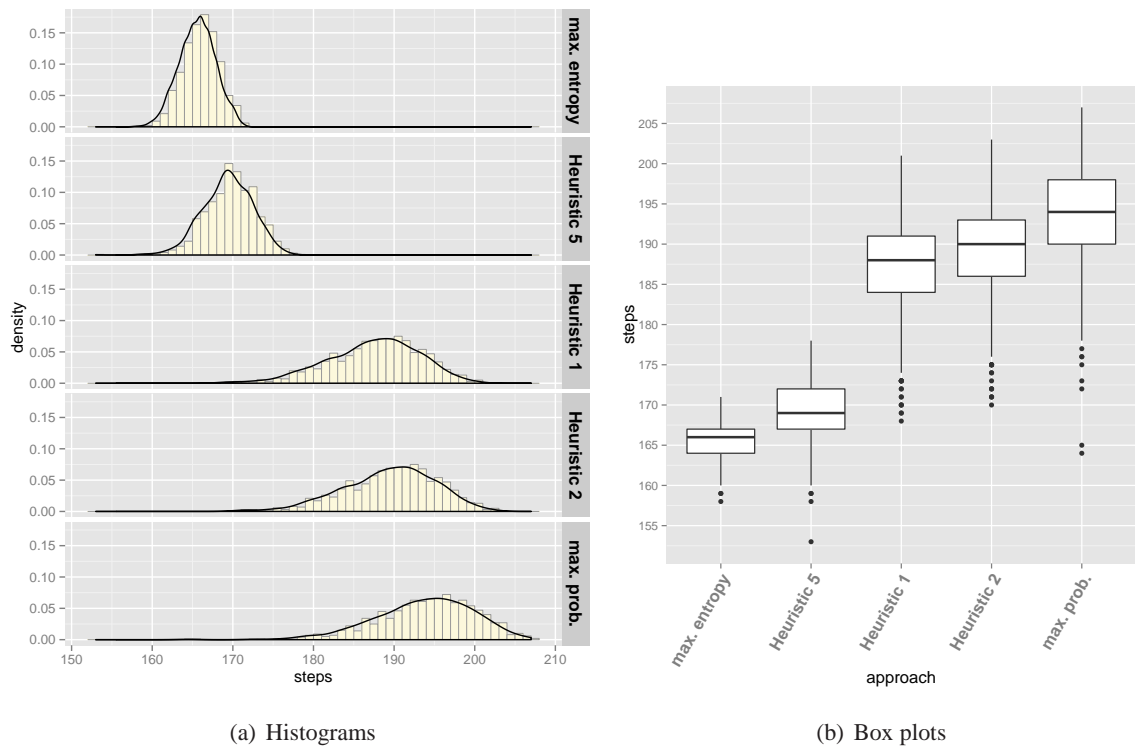 density
0.15
0.10
0.05
0.00
max. entropy
0.15
0.10
0.05
0.00
Heuristic 5
0.15
0.10
0.05
0.00
Heuristic 1
0.15
0.10
0.05
0.00
Heuristic 2
0.15
0.10
0.05
0.00
max. prob.
150 160 170 180 190 200 210
steps
(a) Histograms
steps
205
200
195
190
185
180
175
170
165
160
155
max. entropy
Heuristic 5
Heuristic 1
Heuristic 2
max. prob.
approach
(b) Box plots